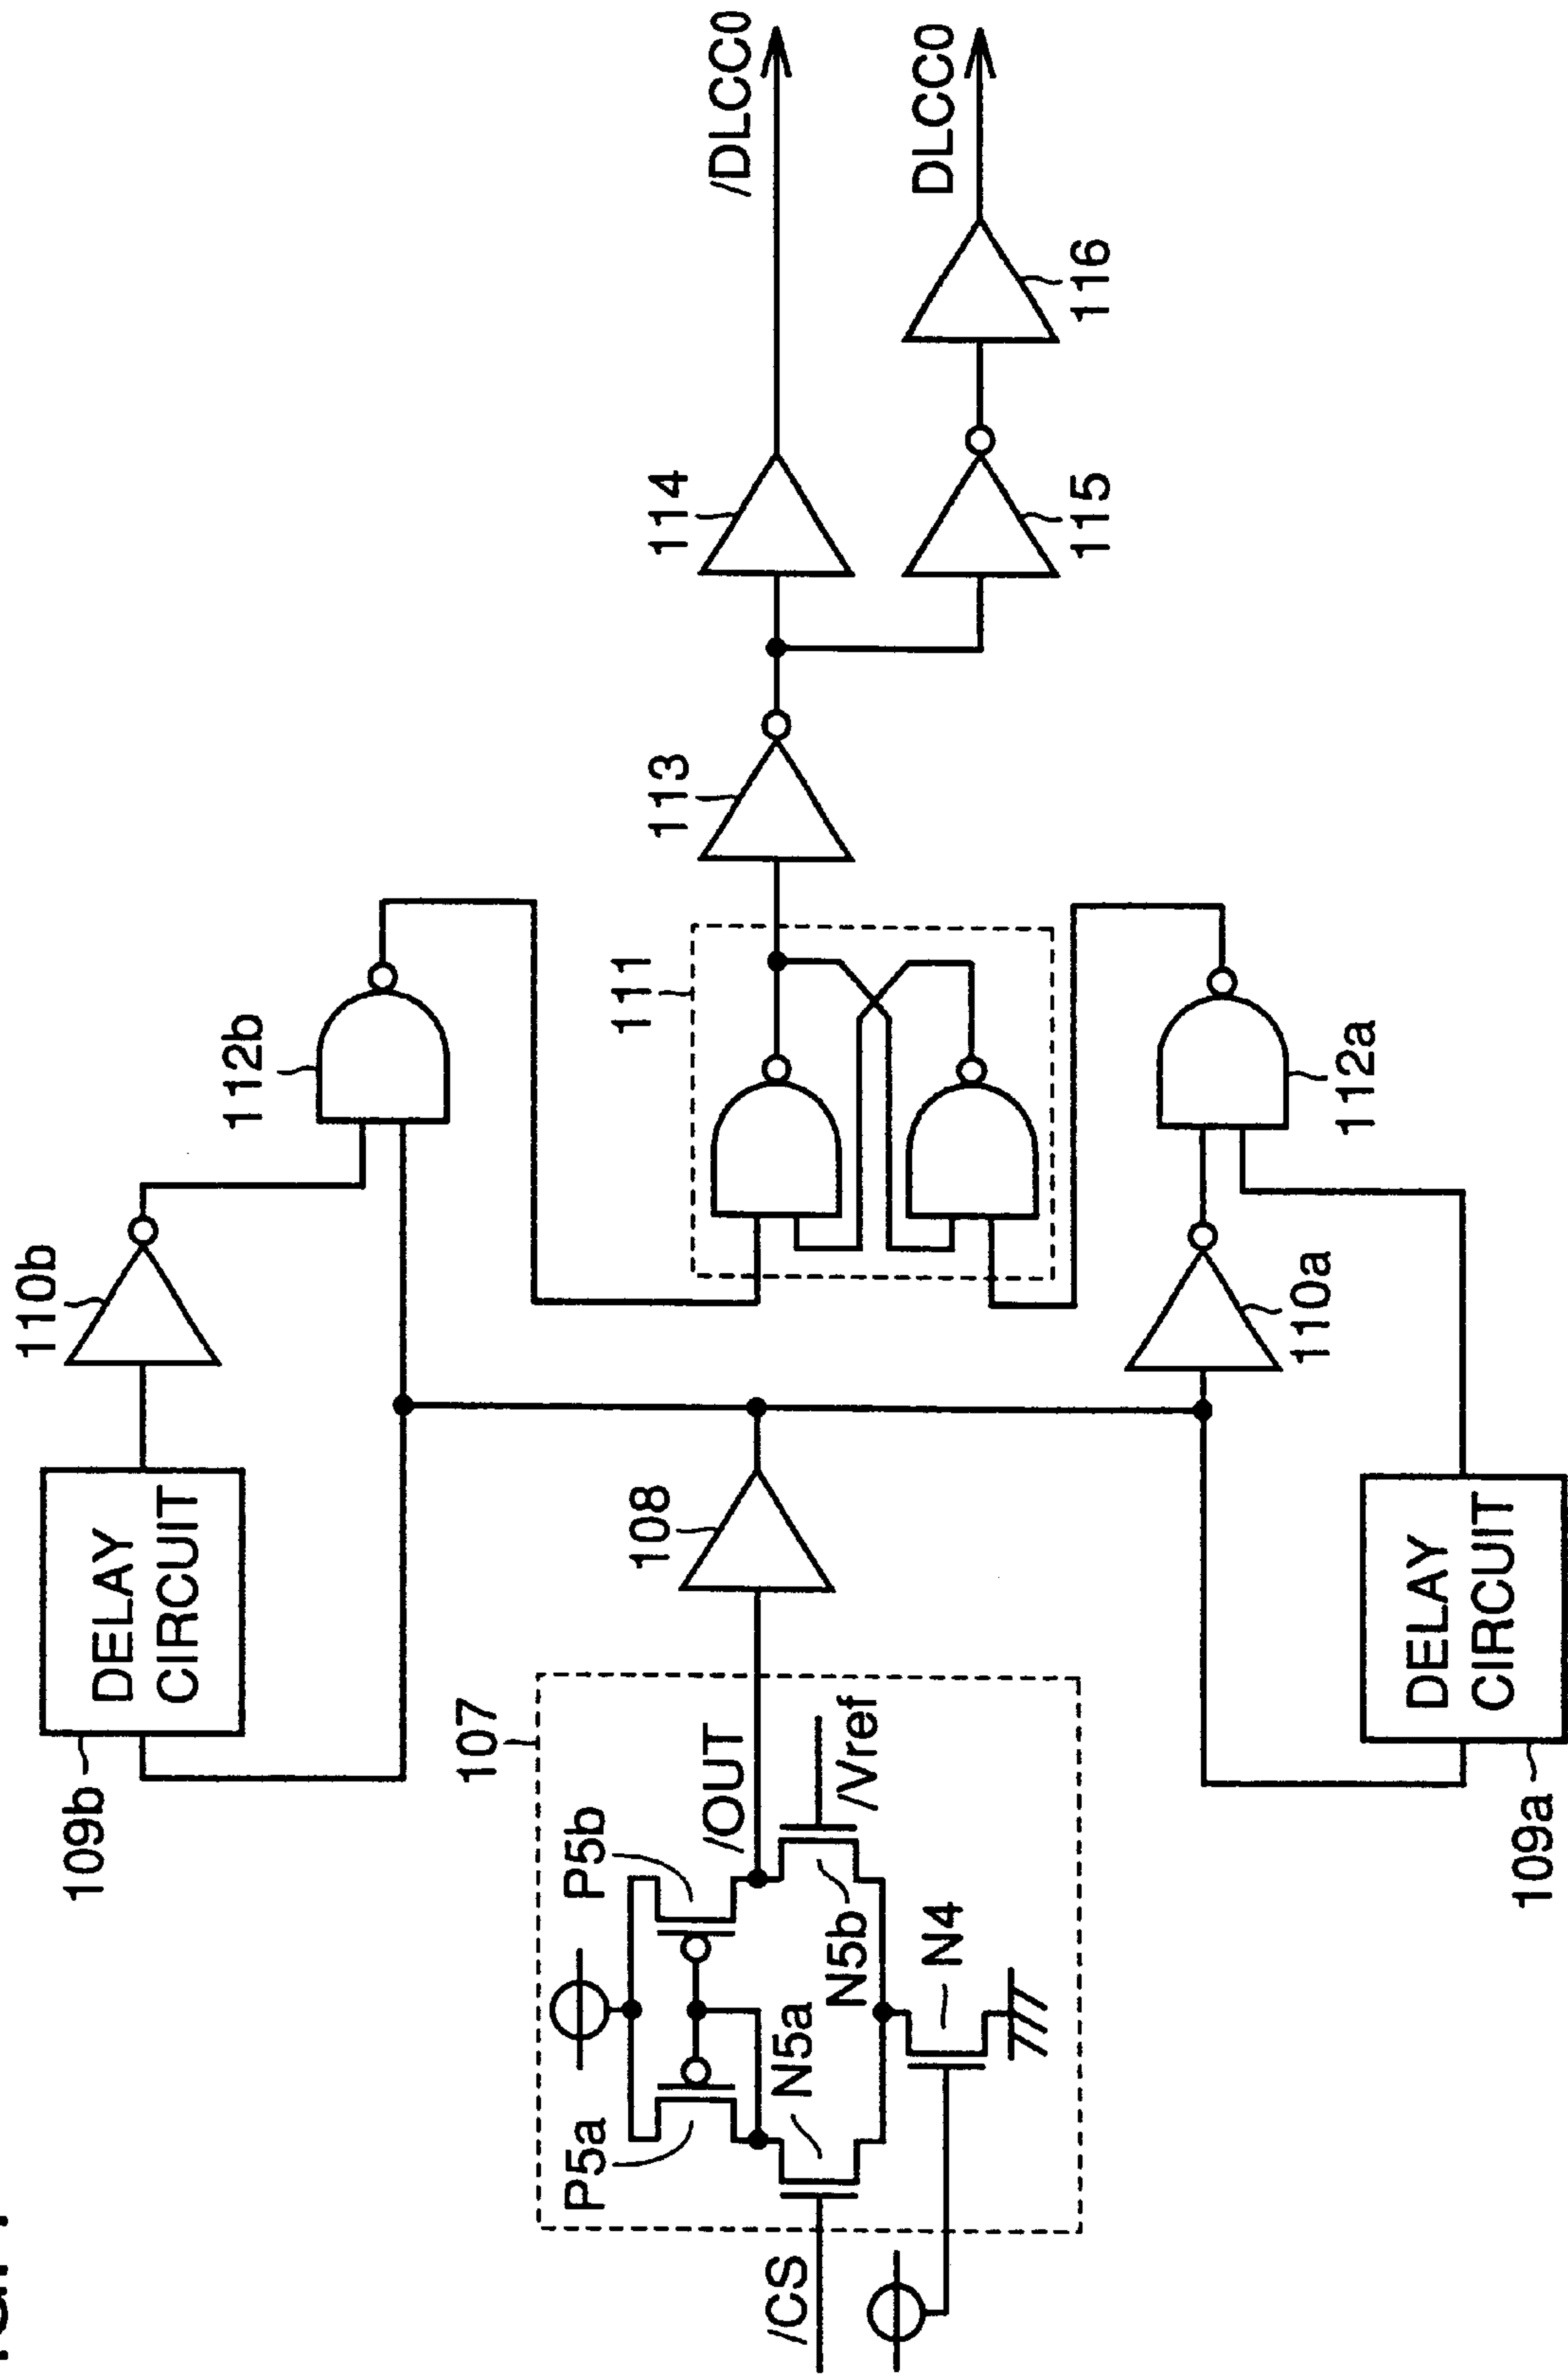 109b
DELAY
CIRCUIT
110b
112b
107
P5a
P5b
/OUT
/CS
N5a
N5b
/Vref
N4
108
111
113
114
/DLCC0
115
116
DLCC0
109a
DELAY
CIRCUIT
110a
112a